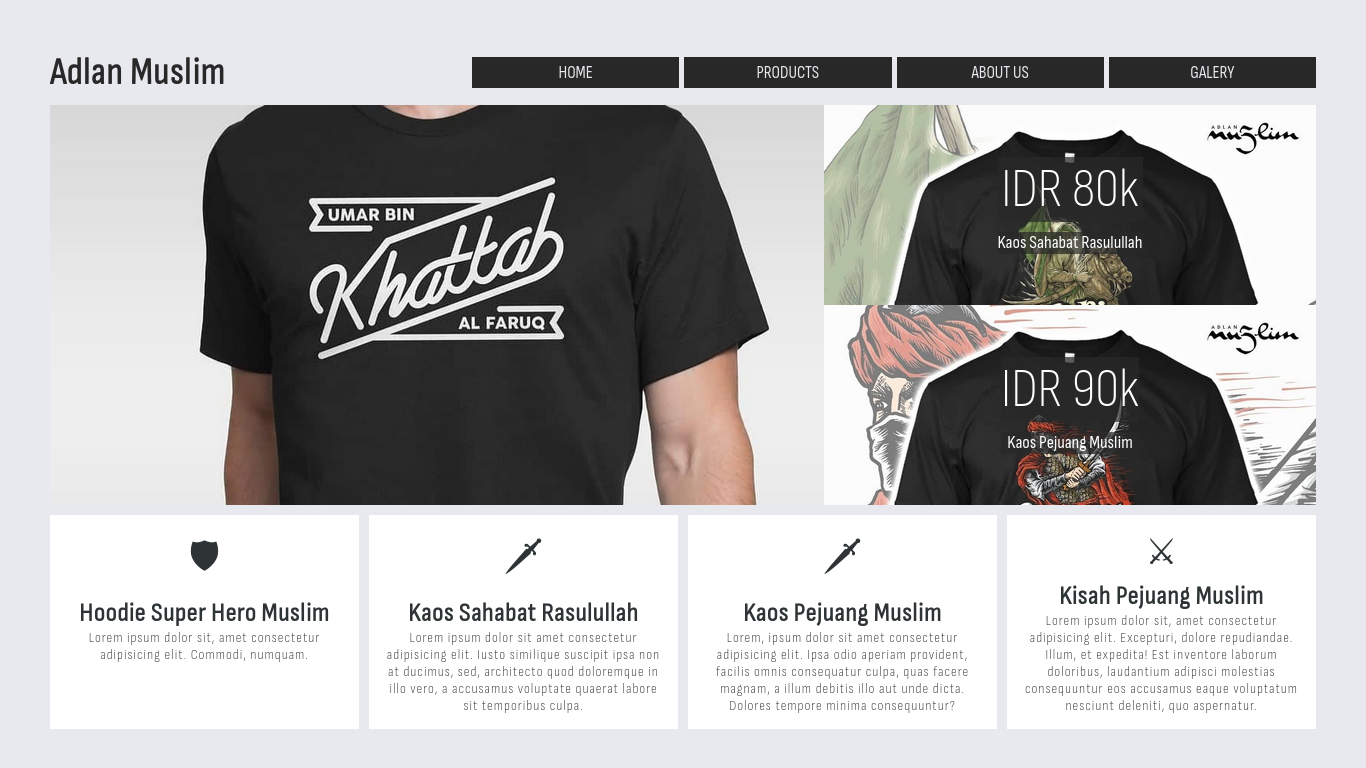 Adlan Muslim
HOME
PRODUCTS
ABOUT US
GALERY
UMAR BIN
Khattab
AL FARUQ
ADLAN
muslim
IDR 80k
Kaos Sahabat Rasulullah
ADLAN
muslim
IDR 90k
Kaos Pejuang Muslim
Hoodie Super Hero Muslim
Lorem ipsum dolor sit, amet consectetur
adipisicing elit. Commodi, numquam.
Kaos Sahabat Rasulullah
Lorem ipsum dolor sit amet consectetur
adipisicing elit. Iusto similique suscipit ipsa non
at ducimus, sed, architecto quod doloremque in
illo vero, a accusamus voluptate quaerat labore
sit temporibus culpa.
Kaos Pejuang Muslim
Lorem, ipsum dolor sit amet consectetur
adipisicing elit. Ipsa odio aperiam provident,
facilis omnis consequatur culpa, quas facere
magnam, a illum debitis illo aut unde dicta.
Dolores tempore minima consequuntur?
Kisah Pejuang Muslim
Lorem ipsum dolor sit amet consectetur
adipisicing elit. Excepturi, dolore repudiandae.
Illum, et expedita! Est inventore laborum
doloribus, laudantium adipisci molestias
consequuntur eos accusamus eaque voluptatum
nesciunt deleniti, quo aspernatur.